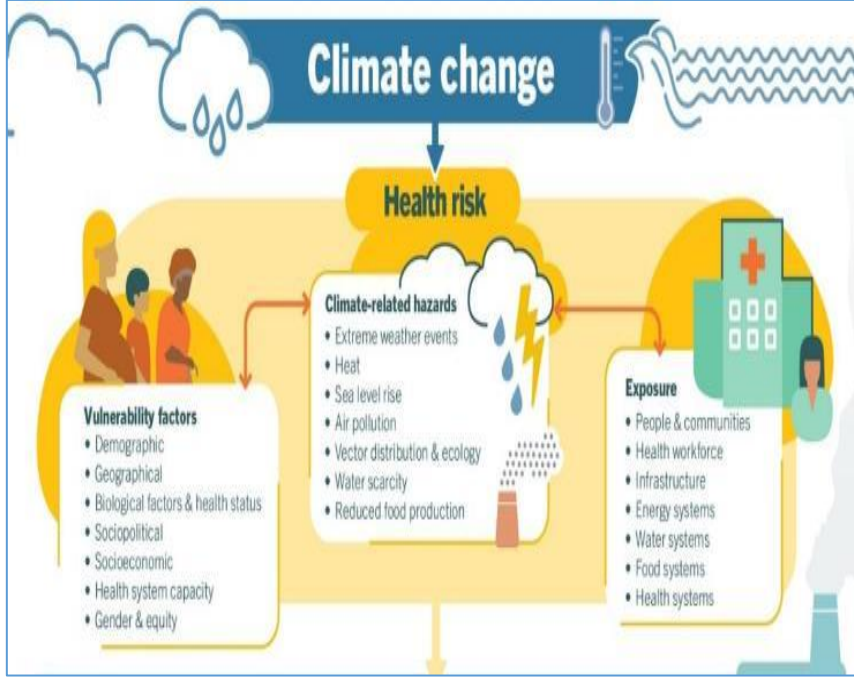 Climate change
Health risk
Climate-related hazards
• Extreme weather events
• Heat
• Sea level rise
• Air pollution
• Vector distribution & ecology
• Water scarcity
• Reduced food production
Vulnerability factors
• Demographic
• Geographical
• Biological factors & health status
• Sociopolitical
• Socioeconomic
• Health system capacity
• Gender & equity
Exposure
• People & communities
• Health workforce
• Infrastructure
• Energy systems
• Water systems
• Food systems
• Health systems